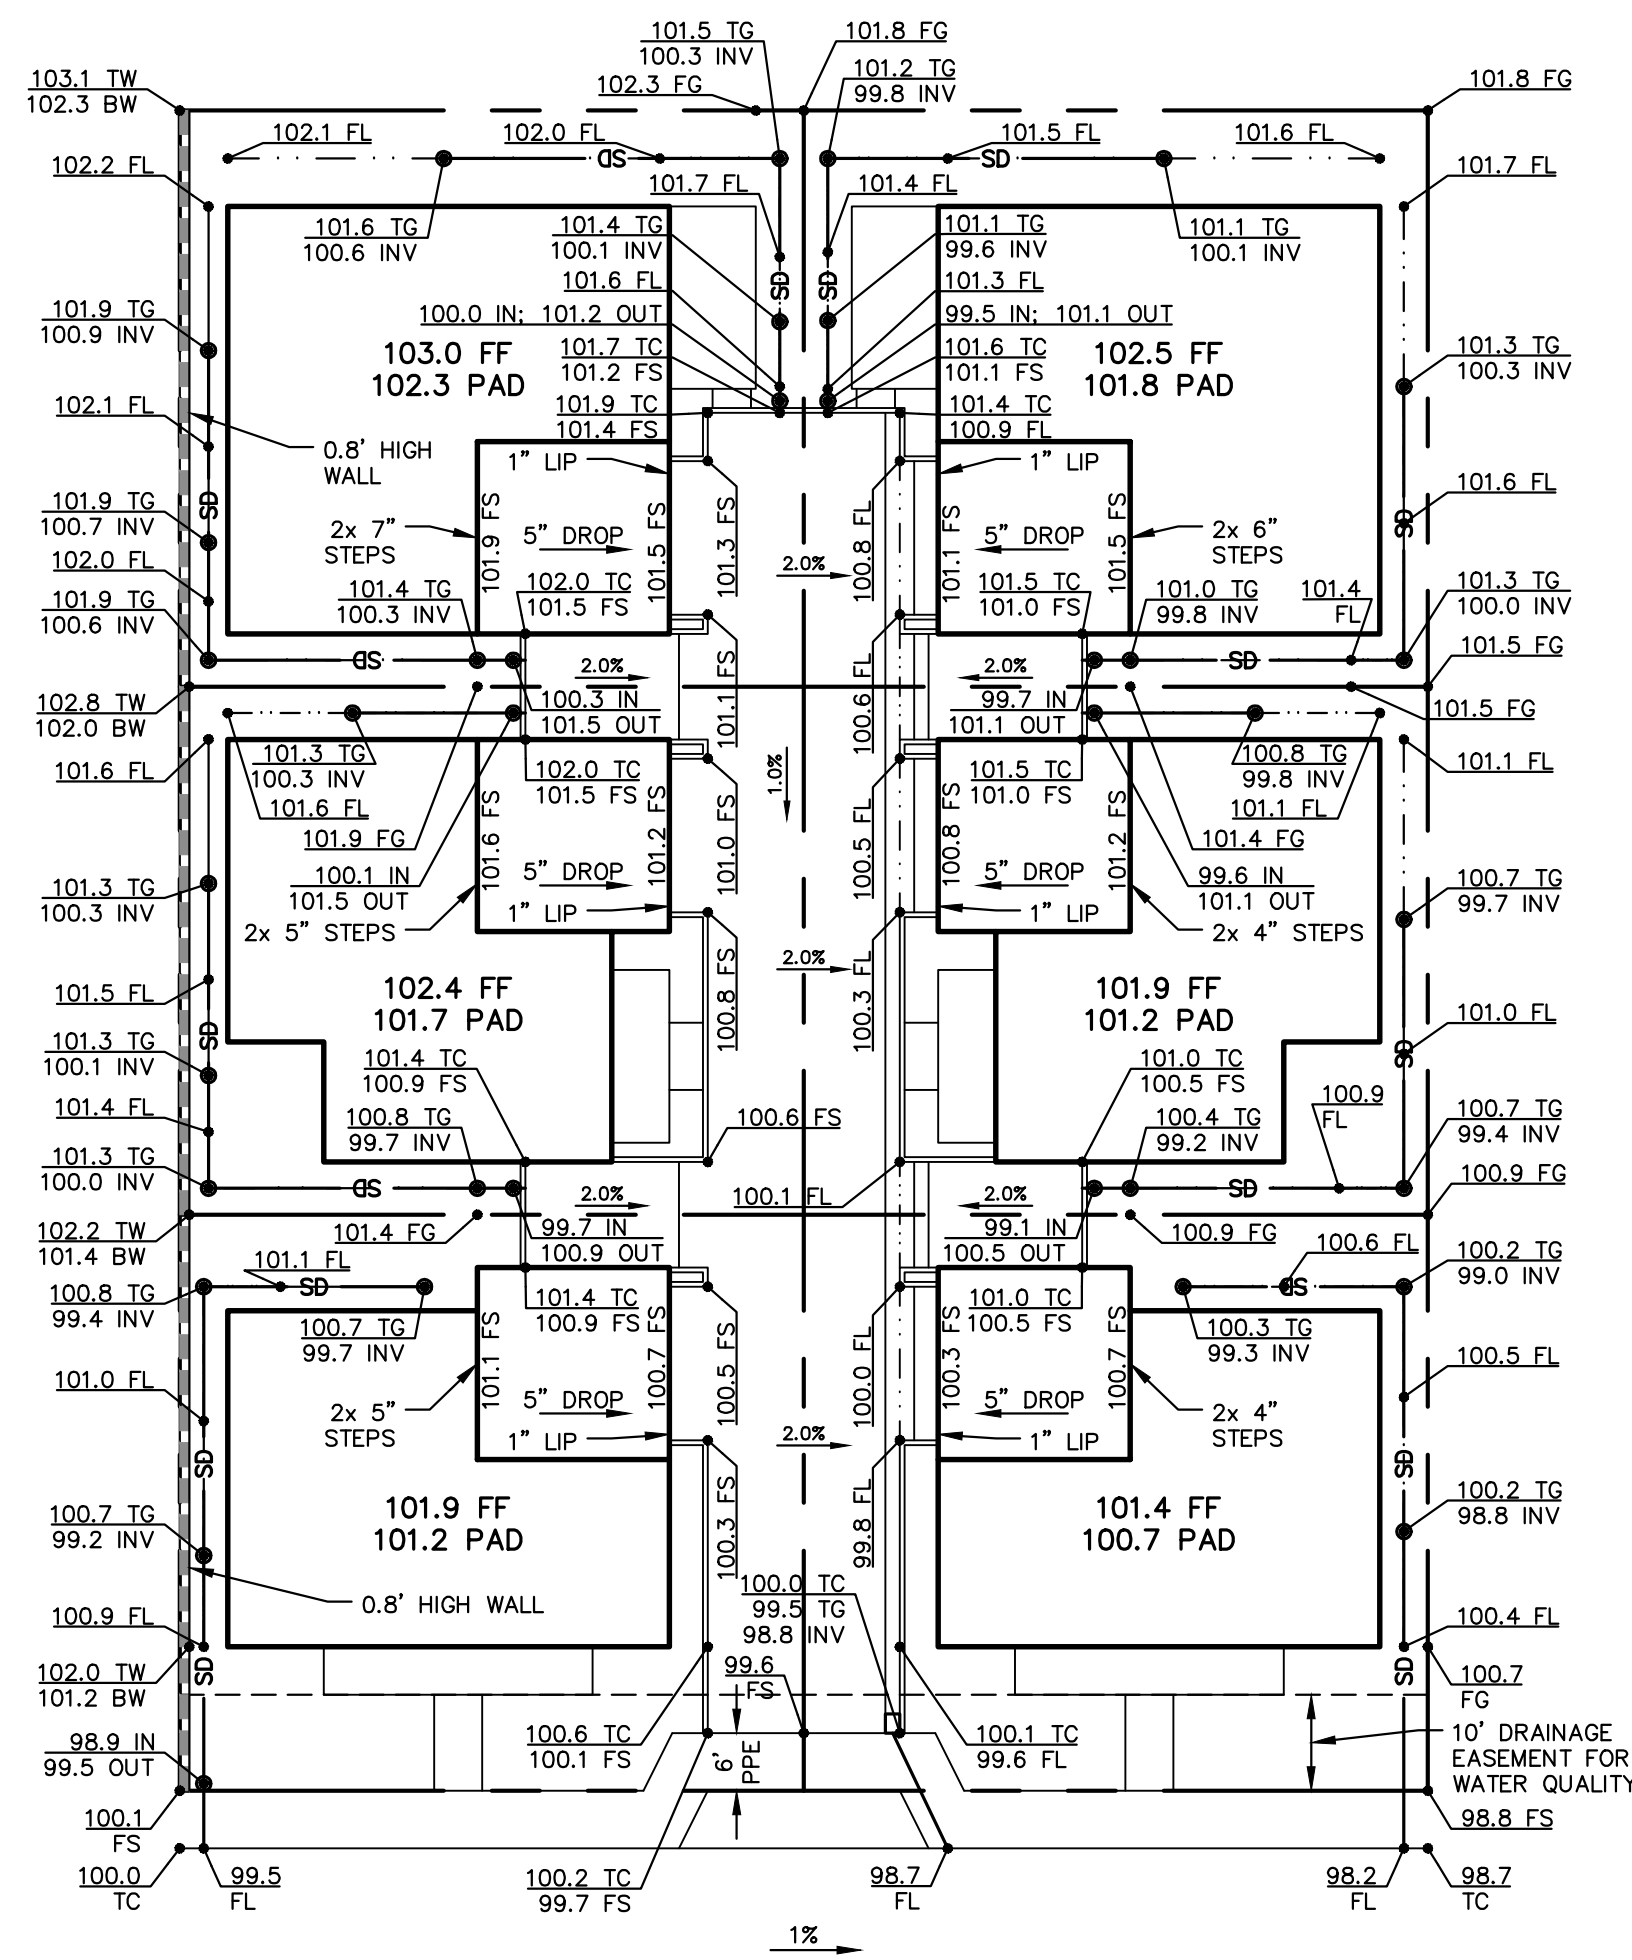 101.5 TG
100.3 INV
101.8 FG
102.3 FG
101.2 TG
99.8 INV
103.1 TW
102.3 BW
101.8 FG
102.1 FL
102.0 FL
101.5 FL
101.6 FL
SD
SD
102.2 FL
101.7 FL
101.4 FL
101.7 FL
101.6 TG
100.6 INV
101.4 TG
100.1 INV
101.1 TG
99.6 INV
101.1 TG
100.1 INV
101.6 FL
SD
SD
101.3 FL
101.9 TG
100.9 INV
100.0 IN; 101.2 OUT
99.5 IN; 101.1 OUT
103.0 FF
102.3 PAD
101.7 TC
101.2 FS
101.6 TC
101.1 FS
102.5 FF
101.8 PAD
101.3 TG
100.3 INV
102.1 FL
101.9 TC
101.4 FS
101.4 TC
100.9 FL
0.8' HIGH
WALL
1" LIP
1" LIP
101.6 FL
101.9 TG
100.7 INV
SD
2x 7"
STEPS
101.9 FS
5" DROP
101.5 FS
101.3 FS
2.0%
100.8 FL
101.1 FS
5" DROP
101.5 FS
2x 6"
STEPS
SD
102.0 FL
101.9 TG
100.6 INV
101.4 TG
100.3 INV
102.0 TC
101.5 FS
101.5 TC
101.0 FS
101.0 TG
99.8 INV
101.4
FL
101.3 TG
100.0 INV
SD
2.0%
101.1 FS
100.6 FL
2.0%
SD
101.5 FG
102.8 TW
102.0 BW
100.3 IN
101.5 OUT
99.7 IN
101.1 OUT
101.5 FG
101.6 FL
101.3 TG
100.3 INV
102.0 TC
101.5 FS
1.0%
101.5 TC
101.0 FS
100.8 TG
99.8 INV
101.1 FL
101.6 FL
101.9 FG
101.6 FS
101.2 FS
101.0 FS
100.5 FL
100.8 FS
101.2 FS
101.1 FL
101.4 FG
101.3 TG
100.3 INV
100.1 IN
101.5 OUT
5" DROP
5" DROP
99.6 IN
101.1 OUT
100.7 TG
99.7 INV
2x 5" STEPS
1" LIP
1" LIP
2x 4" STEPS
102.4 FF
101.7 PAD
100.8 FS
2.0%
100.3 FL
101.9 FF
101.2 PAD
101.5 FL
101.0 FL
SD
SD
101.3 TG
100.1 INV
101.4 TC
100.9 FS
101.0 TC
100.5 FS
101.4 FL
100.8 TG
99.7 INV
100.6 FS
100.4 TG
99.2 INV
100.9
FL
100.7 TG
99.4 INV
101.3 TG
100.0 INV
SD
2.0%
100.1 FL
2.0%
SD
100.9 FG
102.2 TW
101.4 BW
101.4 FG
99.7 IN
100.9 OUT
99.1 IN
100.5 OUT
100.9 FG
100.6 FL
101.1 FL
SD
SD
100.2 TG
99.0 INV
100.8 TG
99.4 INV
100.7 TG
99.7 INV
101.4 TC
100.9 FS
101.0 TC
100.5 FS
100.3 TG
99.3 INV
101.0 FL
101.1 FS
100.7 FS
100.5 FS
100.0 FL
100.3 FS
100.7 FS
100.5 FL
2x 5"
STEPS
5" DROP
5" DROP
2x 4"
STEPS
1" LIP
2.0%
1" LIP
SD
SD
101.9 FF
101.2 PAD
100.3 FS
99.8 FL
101.4 FF
100.7 PAD
100.7 TG
99.2 INV
100.2 TG
98.8 INV
0.8' HIGH WALL
100.0 TC
99.5 TG
98.8 INV
100.9 FL
100.4 FL
SD
SD
102.0 TW
101.2 BW
99.6
FS
100.7
FG
98.9 IN
99.5 OUT
100.6 TC
100.1 FS
6'
PPE
100.1 TC
99.6 FL
10' DRAINAGE
EASEMENT FOR
WATER QUALITY
100.1
FS
98.8 FS
100.0
TC
99.5
FL
100.2 TC
99.7 FS
98.7
FL
98.2
FL
98.7
TC
1%